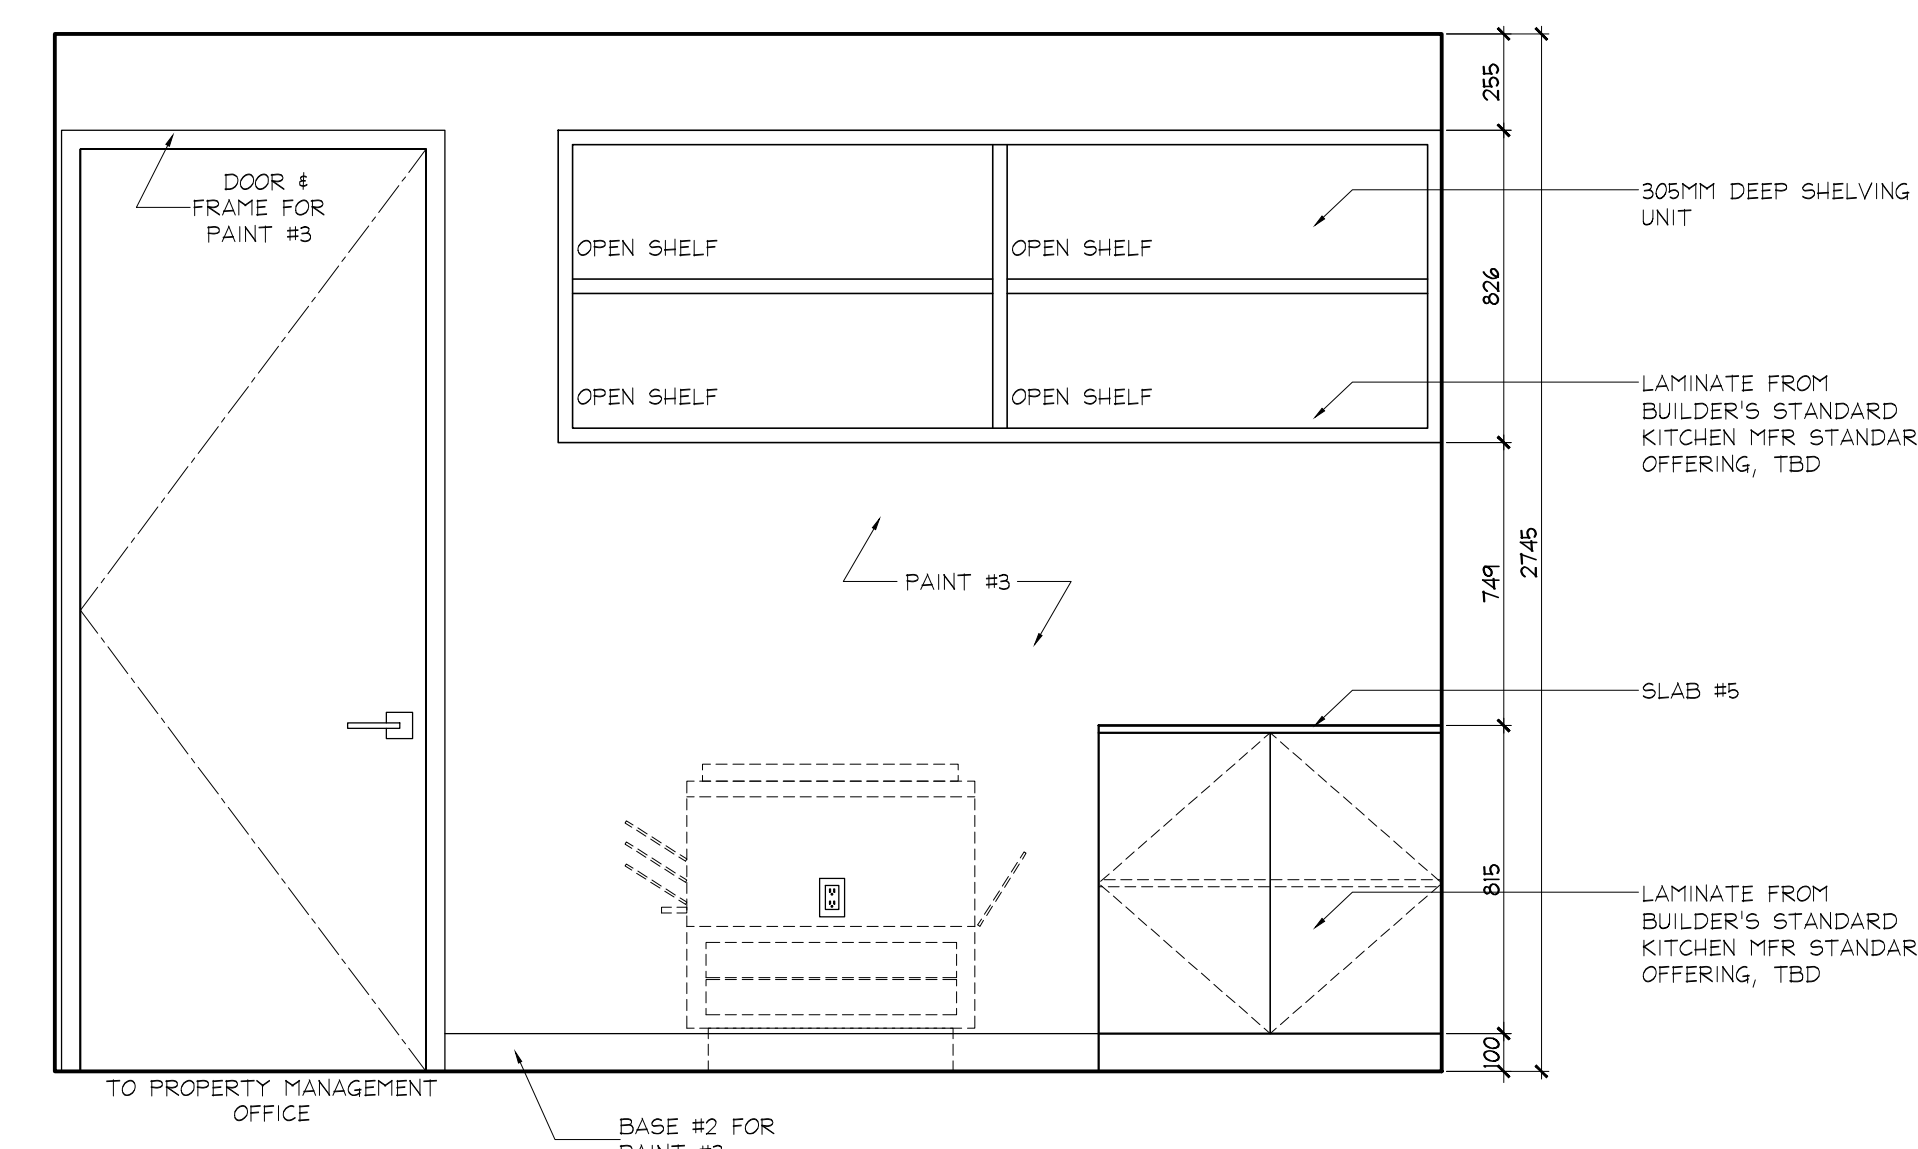 255
DOOR &
FRAME FOR
PAINT #3
305MM DEEP SHELVING
UNIT
OPEN SHELF
OPEN SHELF
826
OPEN SHELF
OPEN SHELF
LAMINATE FROM
BUILDER'S STANDARD
KITCHEN MFR STANDAR
OFFERING, TBD
PAINT #3
749
2745
SLAB #5
815
LAMINATE FROM
BUILDER'S STANDARD
KITCHEN MFR STANDAR
OFFERING, TBD
100
TO PROPERTY MANAGEMENT
OFFICE
BASE #2 FOR